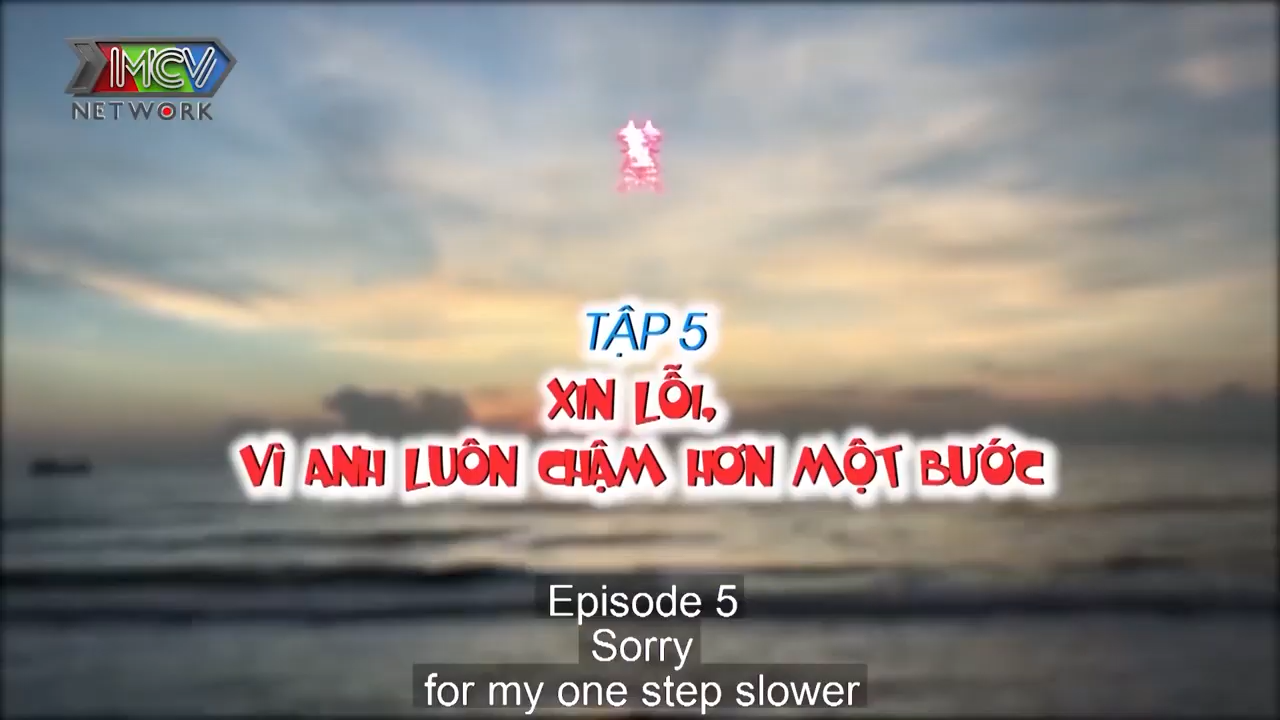 MCV
NETWORK
TẬP 5
XIN LỖI,
VÌ ANH LUÔN CHẬM HƠN MỘT BƯỚC
Episode 5
Sorry
for my one step slower